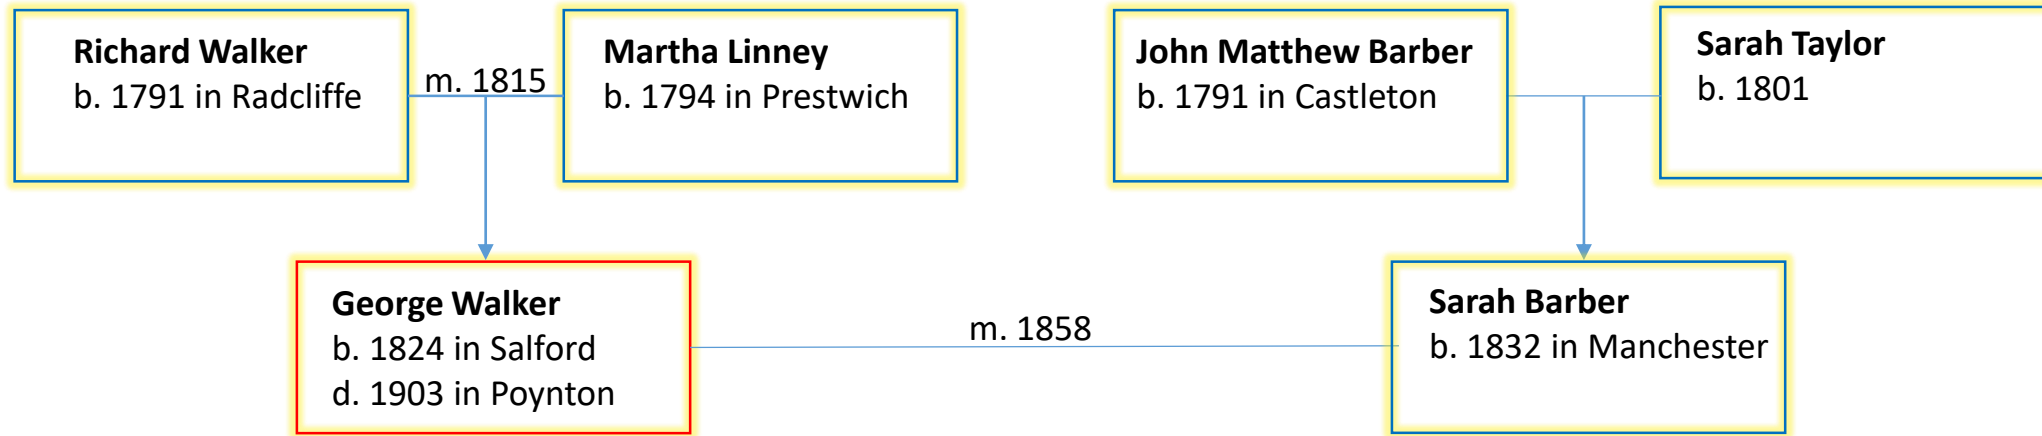 Richard Walker
b. 1791 in Radcliffe
m. 1815
Martha Linney
b. 1794 in Prestwich
John Matthew Barber
b. 1791 in Castleton
Sarah Taylor
b. 1801
George Walker
b. 1824 in Salford
d. 1903 in Poynton
m. 1858
Sarah Barber
b. 1832 in Manchester